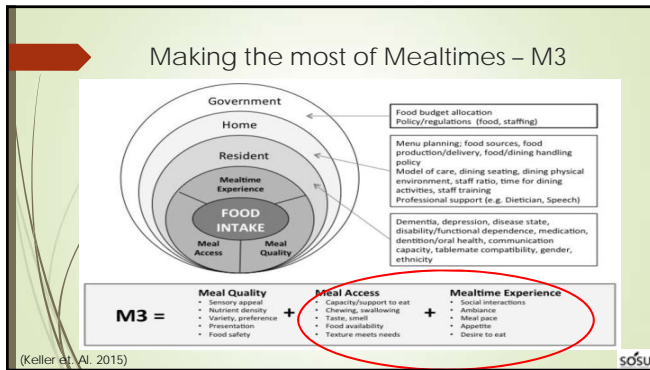 Making the most of Mealtimes – M3
Government
Home
Resident
Mealtime
Experience
FOOD
INTAKE
Meal
Access
Meal
Quality
Food budget allocation
Policy/regulations (food, staffing)
Menu planning; food sources, food
production/delivery, food/dining handling
policy
Model of care, dining seating, dining physical
environment, staff ratio, time for dining
activities, staff training
Professional support (e.g. Dietician, Speech)
Dementia, depression, disease state,
disability/functional dependence, medication,
dentition/oral health, communication
capacity, tablemate compatibility, gender,
ethnicity
M3 =
Meal Quality
• Sensory appeal
• Nutrient density
• Variety, preference
• Presentation
• Food safety
+
Meal Access
• Capacity/support to eat
• Chewing, swallowing
• Taste, smell
• Food availability
• Texture meets needs
+
Mealtime Experience
• Social interactions
• Ambiance
• Meal pace
• Appetite
• Desire to eat
(Keller et. Al. 2015)
SOSU